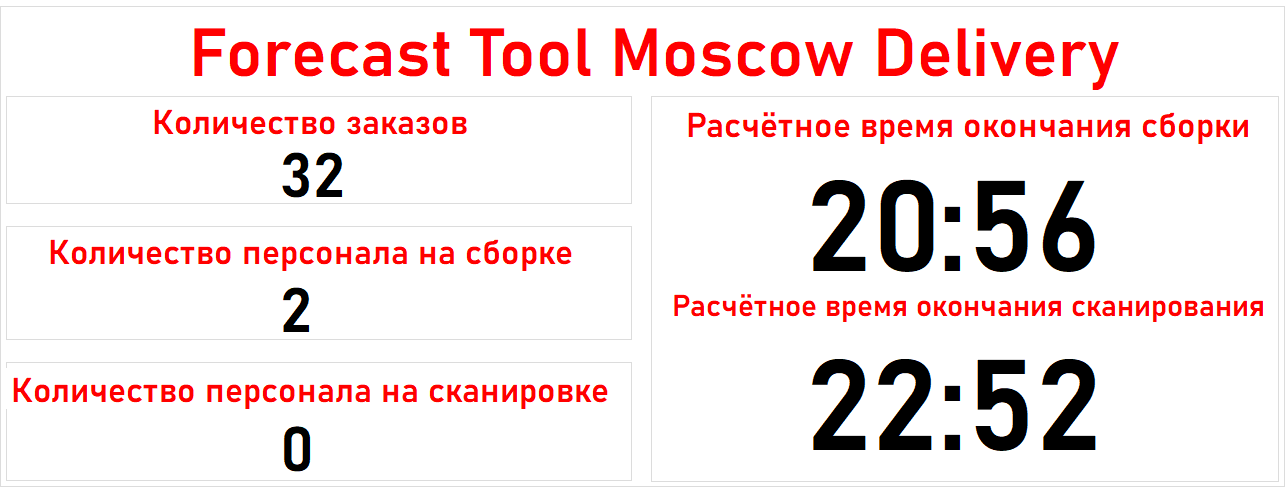 Forecast Tool Moscow Delivery
Количество заказов
32
Количество персонала на сборке
2
Количество персонала на сканировке
0
Расчётное время окончания сборки
20:56
Расчётное время окончания сканирования
22:52